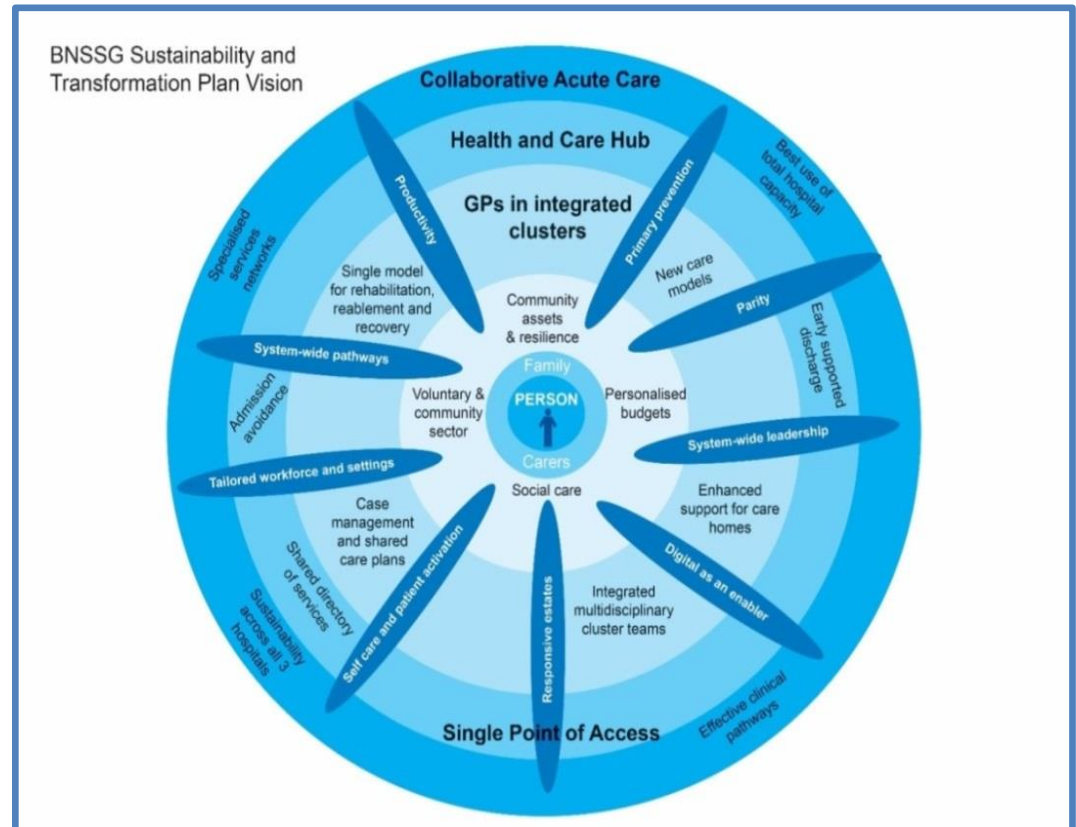 BNSSG Sustainability and
Transformation Plan Vision
Collaborative Acute Care
Health and Care Hub
GPs in integrated
clusters
Productivity
Primary prevention
Best use of
total hospital
capacity
Specialised
services
networks
Single model
for rehabilitation,
reablement and
recovery
New care
models
Parity
Community
assets
& resilience
Early supported
discharge
System-wide pathways
Family
PERSON
Carers
Admission
avoidance
Voluntary &
community
sector
Personalised
budgets
System-wide leadership
Tailored workforce and settings
Social care
Case
management
and shared
care plans
Enhanced
support for care
homes
Shared directory
of services
Self care and patient activation
Responsive estates
Digital as an enabler
Integrated
multidisciplinary
cluster teams
Sustainability
across all 3
hospitals
Effective clinical
pathways
Single Point of Access